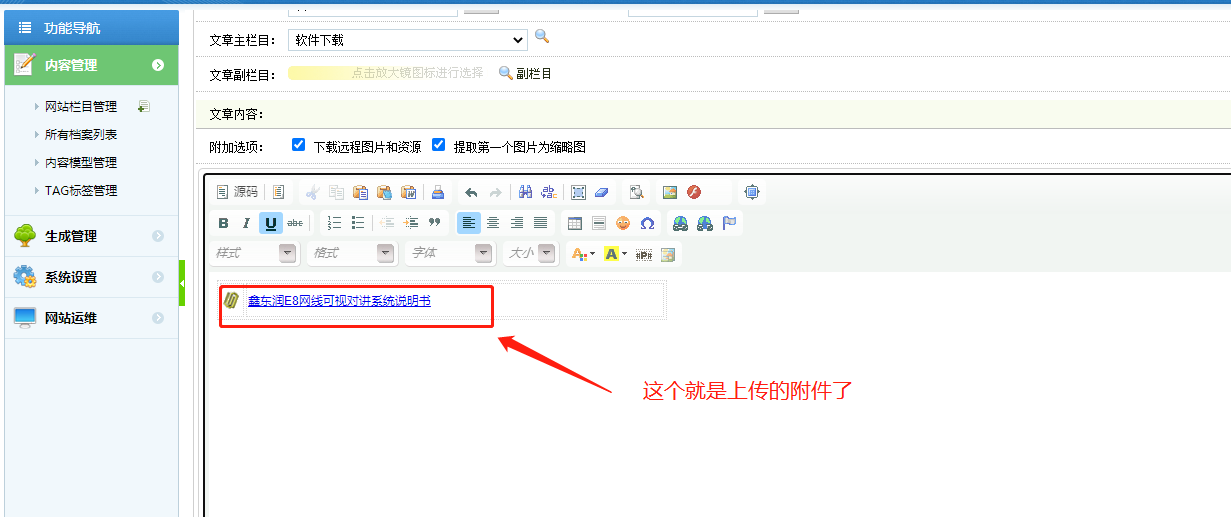 功能导航
内容管理
网站栏目管理
所有档案列表
内容模型管理
TAG标签管理
生成管理
系统设置
网站运维
文章主栏目： 软件下载
文章副栏目： 点击放大镜图标进行选择 副栏目
文章内容：
附加选项： 下载远程图片和资源 提取第一个图片为缩略图
源码
B I U abc
样式 格式 字体 大小
鑫东润E8网线可视对讲系统说明书
这个就是上传的附件了